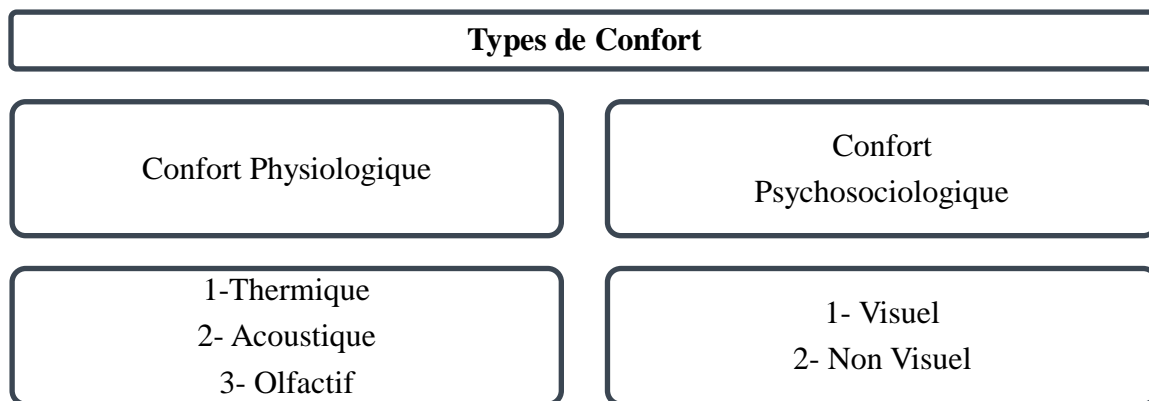 Types de Confort
Confort Physiologique
Confort
Psychosociologique
1-Thermique
2- Acoustique
3- Olfactif
1- Visuel
2- Non Visuel